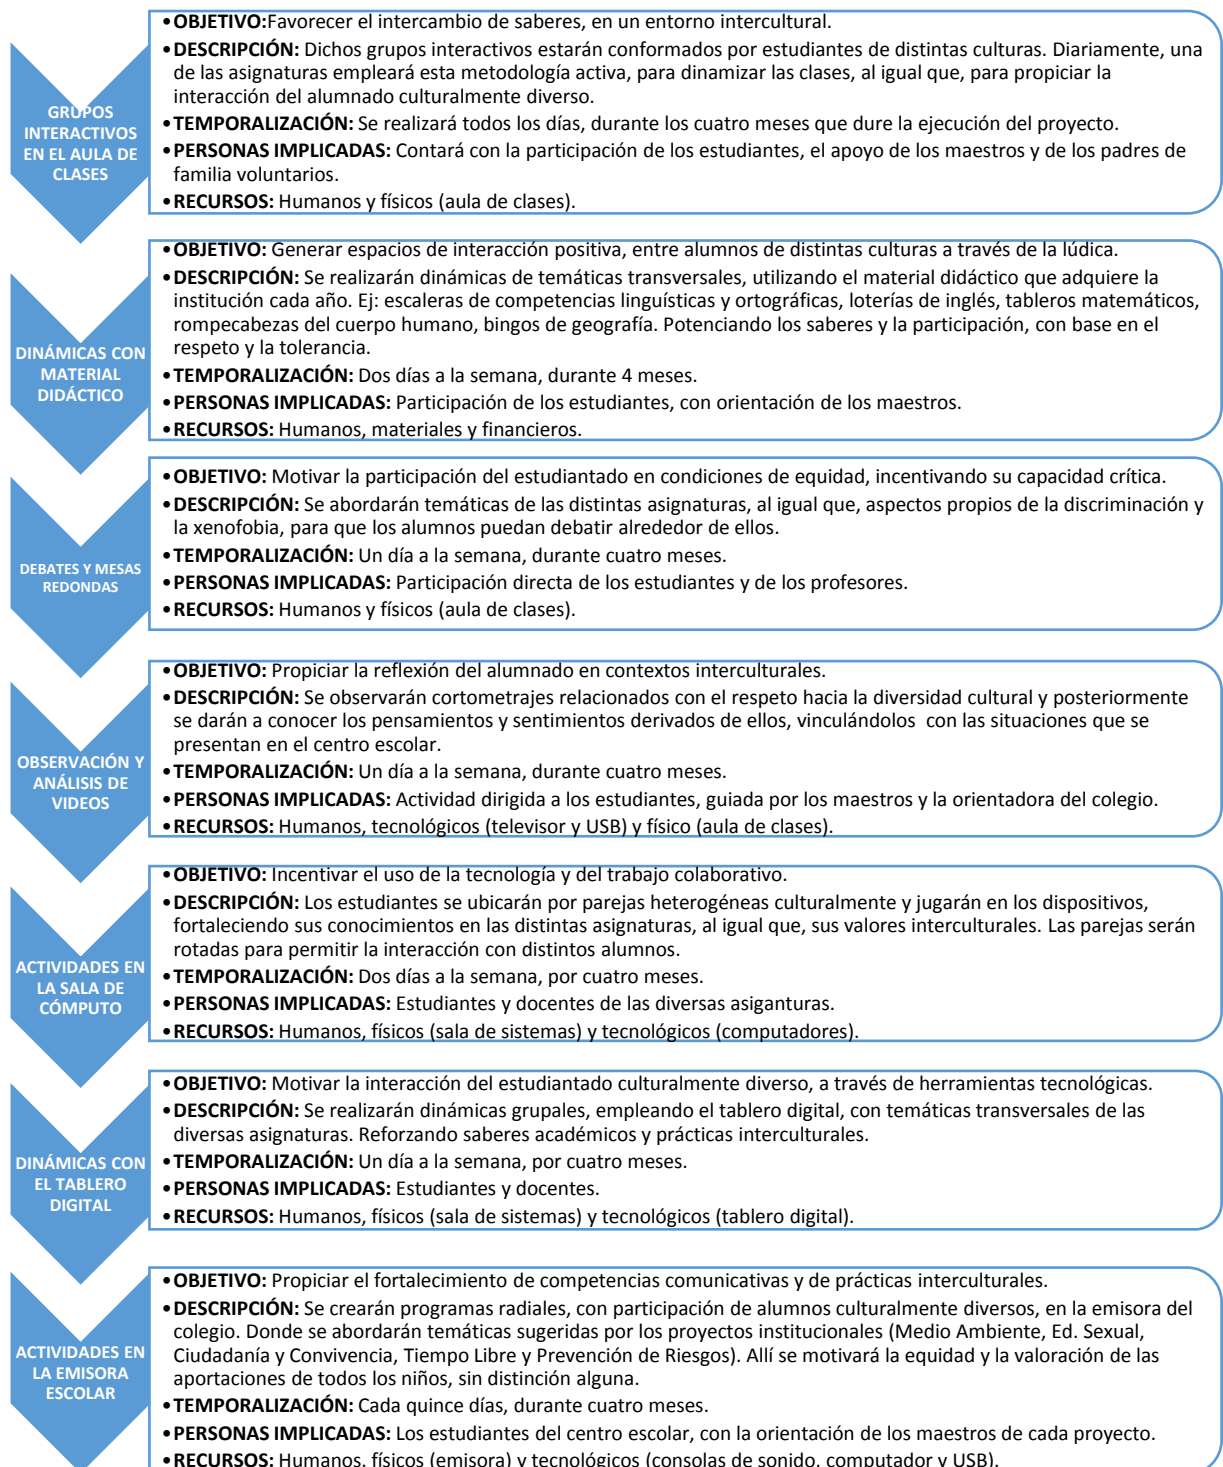 GRUPOS
INTERACTIVOS
EN EL AULA DE
CLASES
•OBJETIVO:Favorecer el intercambio de saberes, en un entorno intercultural.
•DESCRIPCIÓN: Dichos grupos interactivos estarán conformados por estudiantes de distintas culturas. Diariamente, una
de las asignaturas empleará esta metodología activa, para dinamizar las clases, al igual que, para propiciar la
interacción del alumnado culturalmente diverso.
•TEMPORALIZACIÓN: Se realizará todos los días, durante los cuatro meses que dure la ejecución del proyecto.
•PERSONAS IMPLICADAS: Contará con la participación de los estudiantes, el apoyo de los maestros y de los padres de
familia voluntarios.
•RECURSOS: Humanos y físicos (aula de clases).
DINÁMICAS CON
MATERIAL
DIDÁCTICO
•OBJETIVO: Generar espacios de interacción positiva, entre alumnos de distintas culturas a través de la lúdica.
•DESCRIPCIÓN: Se realizarán dinámicas de temáticas transversales, utilizando el material didáctico que adquiere la
institución cada año. Ej: escaleras de competencias linguísticas y ortográficas, loterías de inglés, tableros matemáticos,
rompecabezas del cuerpo humano, bingos de geografía. Potenciando los saberes y la participación, con base en el
respeto y la tolerancia.
•TEMPORALIZACIÓN: Dos días a la semana, durante 4 meses.
•PERSONAS IMPLICADAS: Participación de los estudiantes, con orientación de los maestros.
•RECURSOS: Humanos, materiales y financieros.
DEBATES Y MESAS
REDONDAS
•OBJETIVO: Motivar la participación del estudiantado en condiciones de equidad, incentivando su capacidad crítica.
•DESCRIPCIÓN: Se abordarán temáticas de las distintas asignaturas, al igual que, aspectos propios de la discriminación y
la xenofobia, para que los alumnos puedan debatir alrededor de ellos.
•TEMPORALIZACIÓN: Un día a la semana, durante cuatro meses.
•PERSONAS IMPLICADAS: Participación directa de los estudiantes y de los profesores.
•RECURSOS: Humanos y físicos (aula de clases).
OBSERVACIÓN Y
ANÁLISIS DE
VIDEOS
•OBJETIVO: Propiciar la reflexión del alumnado en contextos interculturales.
•DESCRIPCIÓN: Se observarán cortometrajes relacionados con el respeto hacia la diversidad cultural y posteriormente
se darán a conocer los pensamientos y sentimientos derivados de ellos, vinculándolos con las situaciones que se
presentan en el centro escolar.
•TEMPORALIZACIÓN: Un día a la semana, durante cuatro meses.
•PERSONAS IMPLICADAS: Actividad dirigida a los estudiantes, guiada por los maestros y la orientadora del colegio.
•RECURSOS: Humanos, tecnológicos (televisor y USB) y físico (aula de clases).
ACTIVIDADES EN
LA SALA DE
CÓMPUTO
•OBJETIVO: Incentivar el uso de la tecnología y del trabajo colaborativo.
•DESCRIPCIÓN: Los estudiantes se ubicarán por parejas heterogéneas culturalmente y jugarán en los dispositivos,
fortaleciendo sus conocimientos en las distintas asignaturas, al igual que, sus valores interculturales. Las parejas serán
rotadas para permitir la interacción con distintos alumnos.
•TEMPORALIZACIÓN: Dos días a la semana, por cuatro meses.
•PERSONAS IMPLICADAS: Estudiantes y docentes de las diversas asiganturas.
•RECURSOS: Humanos, físicos (sala de sistemas) y tecnológicos (computadores).
DINÁMICAS CON
EL TABLERO
DIGITAL
•OBJETIVO: Motivar la interacción del estudiantado culturalmente diverso, a través de herramientas tecnológicas.
•DESCRIPCIÓN: Se realizarán dinámicas grupales, empleando el tablero digital, con temáticas transversales de las
diversas asignaturas. Reforzando saberes académicos y prácticas interculturales.
•TEMPORALIZACIÓN: Un día a la semana, por cuatro meses.
•PERSONAS IMPLICADAS: Estudiantes y docentes.
•RECURSOS: Humanos, físicos (sala de sistemas) y tecnológicos (tablero digital).
ACTIVIDADES EN
LA EMISORA
ESCOLAR
•OBJETIVO: Propiciar el fortalecimiento de competencias comunicativas y de prácticas interculturales.
•DESCRIPCIÓN: Se crearán programas radiales, con participación de alumnos culturalmente diversos, en la emisora del
colegio. Donde se abordarán temáticas sugeridas por los proyectos institucionales (Medio Ambiente, Ed. Sexual,
Ciudadanía y Convivencia, Tiempo Libre y Prevención de Riesgos). Allí se motivará la equidad y la valoración de las
aportaciones de todos los niños, sin distinción alguna.
•TEMPORALIZACIÓN: Cada quince días, durante cuatro meses.
•PERSONAS IMPLICADAS: Los estudiantes del centro escolar, con la orientación de los maestros de cada proyecto.
•RECURSOS: Humanos, físicos (emisora) y tecnológicos (consolas de sonido, computador y USB).